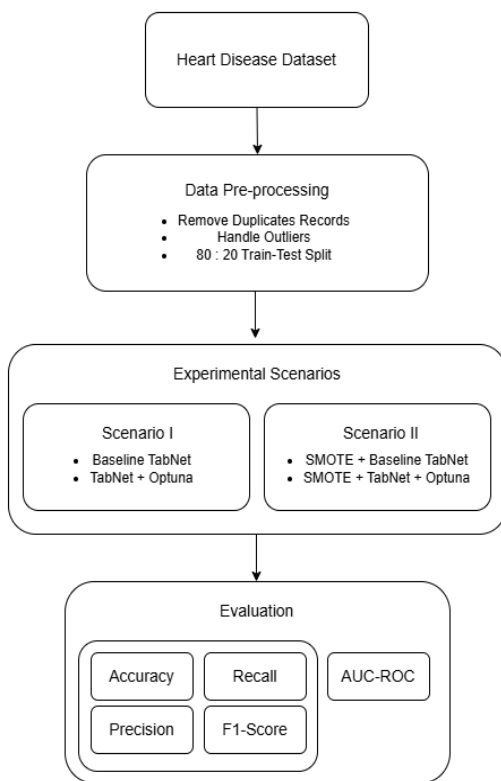 Heart Disease Dataset
Data Pre-processing
• Remove Duplicates Records
• Handle Outliers
• 80 : 20 Train-Test Split
Experimental Scenarios
Scenario I
• Baseline TabNet
• TabNet + Optuna
Scenario II
• SMOTE + Baseline TabNet
• SMOTE + TabNet + Optuna
Evaluation
Accuracy
Recall
AUC-ROC
Precision
F1-Score